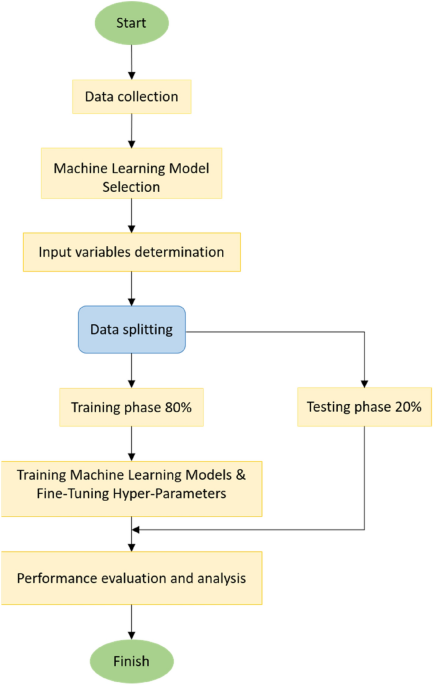 Start
Data collection
Machine Learning Model
Selection
Input variables determination
Data splitting
Training phase 80%
Testing phase 20%
Training Machine Learning Models &
Fine-Tuning Hyper-Parameters
Performance evaluation and analysis
Finish